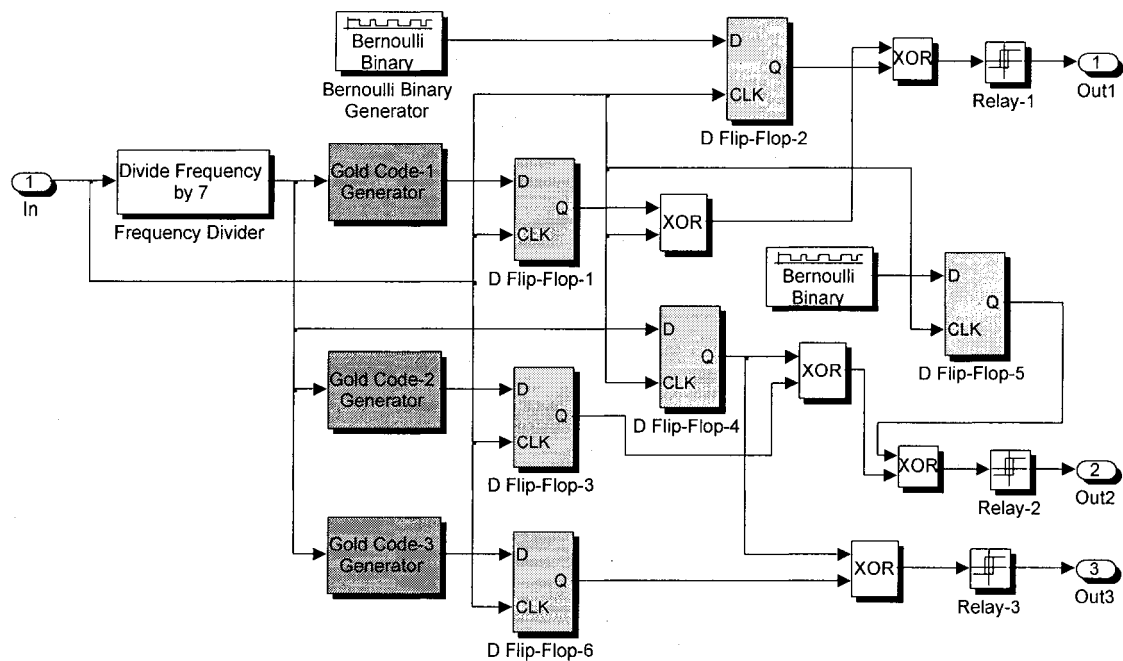 Bernoulli
Binary
Bernoulli Binary
Generator
D
Q
CLK
D Flip-Flop-2
XOR
Relay-1
1
Out1
1
In
Divide Frequency
by 7
Frequency Divider
Gold Code-1
Generator
D
Q
CLK
D Flip-Flop-1
XOR
Bernoulli
Binary
D
Q
CLK
D Flip-Flop-5
D
Q
CLK
D Flip-Flop-4
XOR
Gold Code-2
Generator
D
Q
CLK
D Flip-Flop-3
XOR
Relay-2
2
Out2
Gold Code-3
Generator
D
Q
CLK
D Flip-Flop-6
XOR
Relay-3
3
Out3